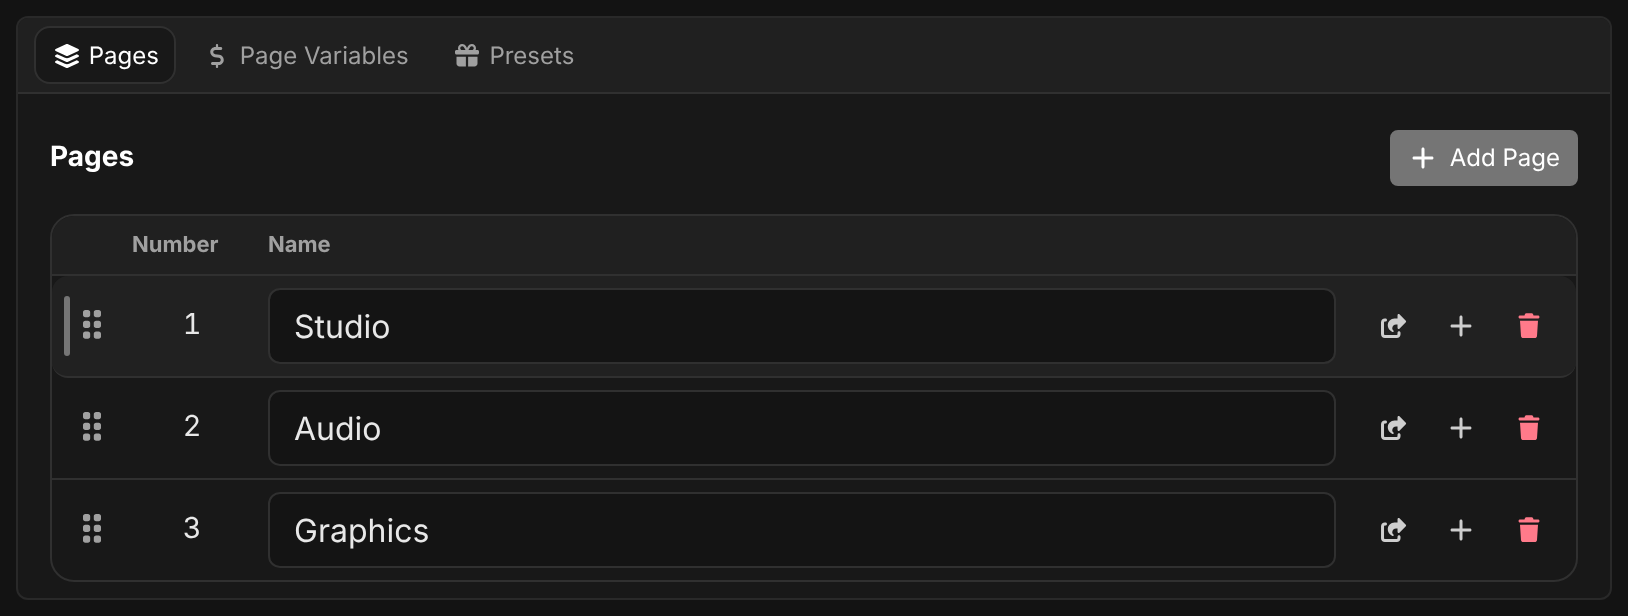 Pages
Page Variables
Presets
Pages
Add Page
Number
Name
1
Studio
2
Audio
3
Graphics